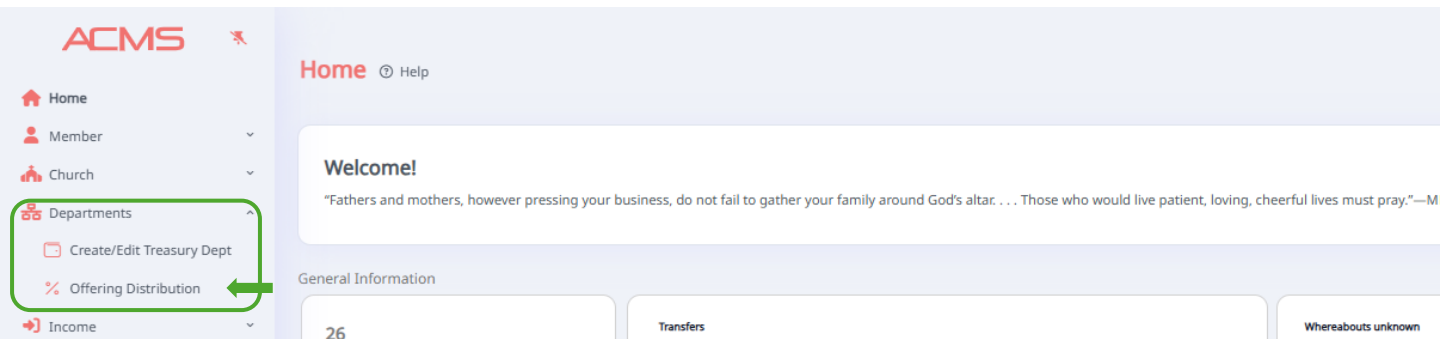 ACMS
Home
Member
Church
Departments
Create/Edit Treasury Dept
Offering Distribution
Income
Home Help
Welcome!
“Fathers and mothers, however pressing your business, do not fail to gather your family around God’s altar. . . . Those who would live patient, loving, cheerful lives must pray.”—M
General Information
26
Transfers
Whereabouts unknown